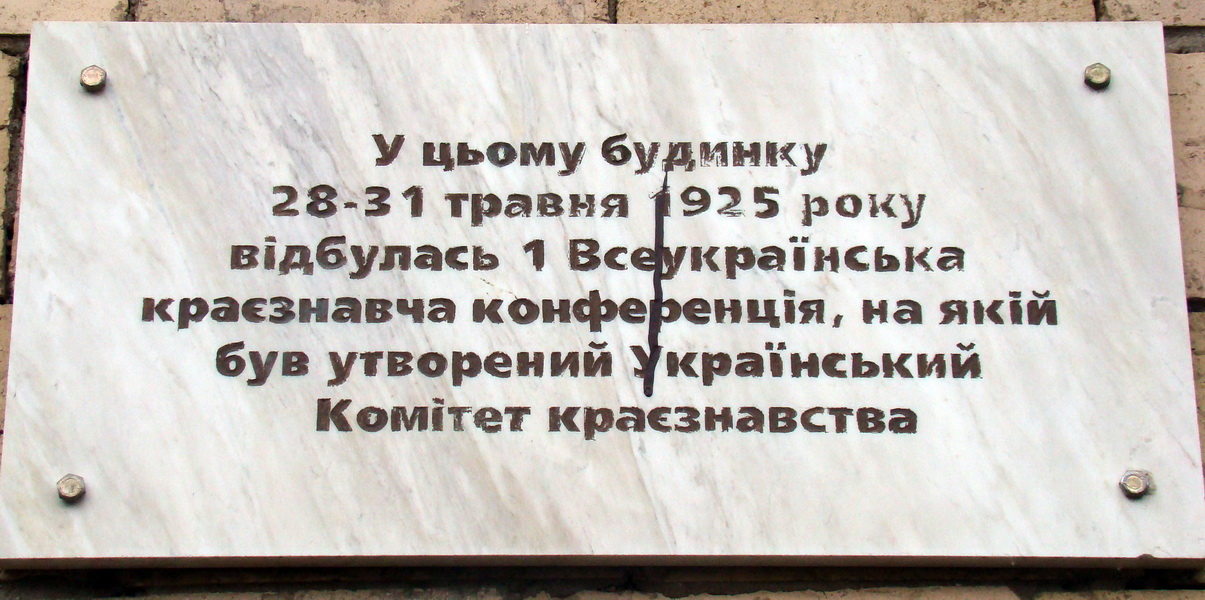 У цьому будинку
28-31 травня 1925 року
відбулась 1 Всеукраїнська
краєзнавча конференція, на якій
був утворений Український
Комітет краєзнавства